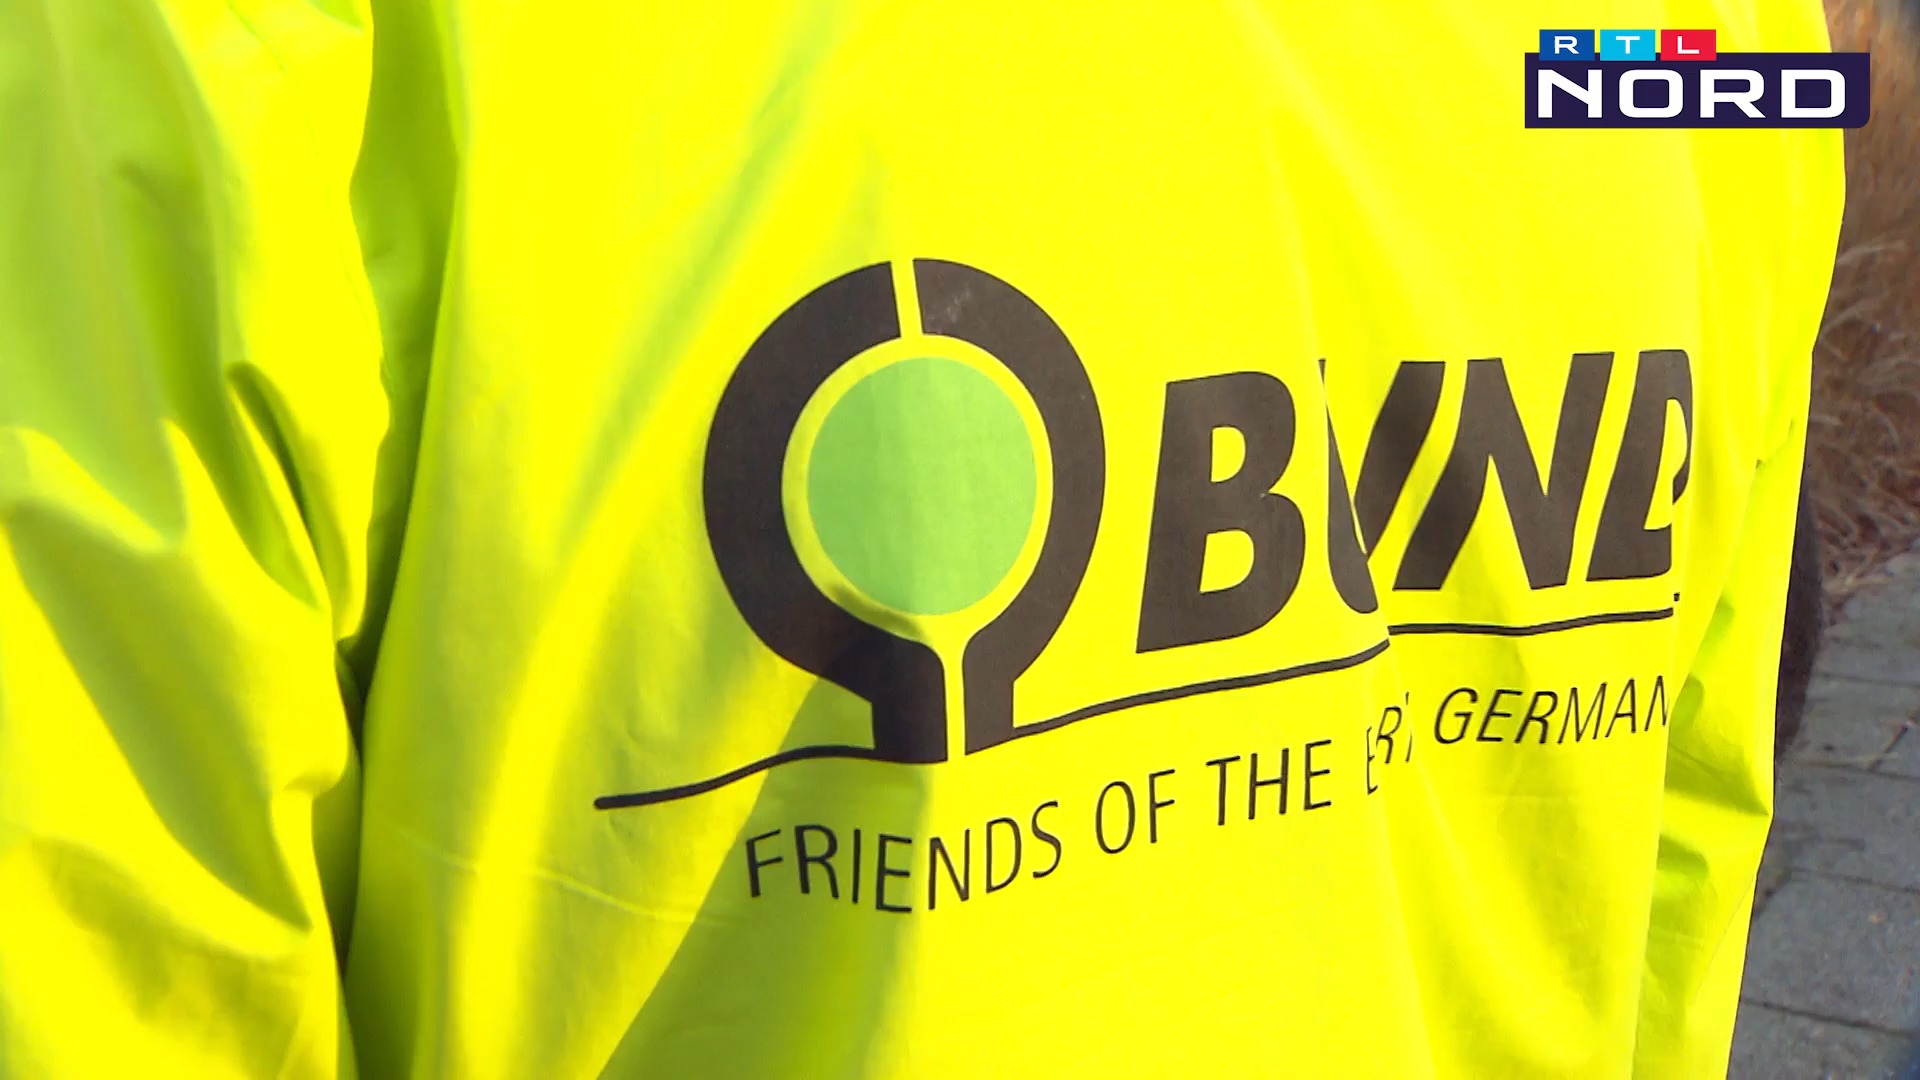 RTL
NORD
BUND
FRIENDS OF THE GERMAN